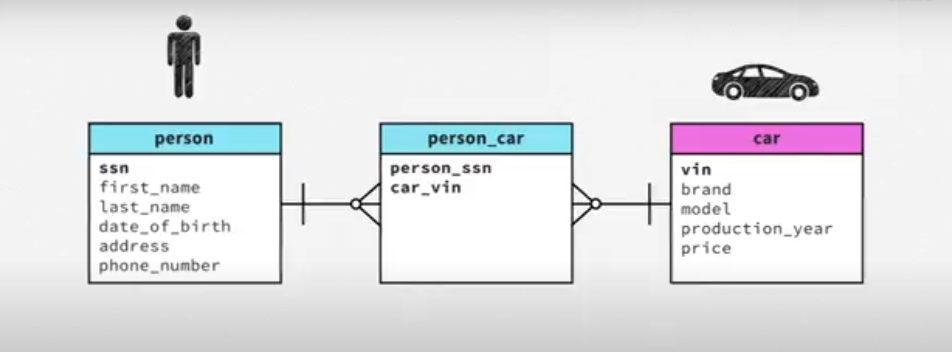 person
ssn
first_name
last_name
date_of_birth
address
phone_number
person_car
person_ssn
car_vin
car
vin
brand
model
production_year
price